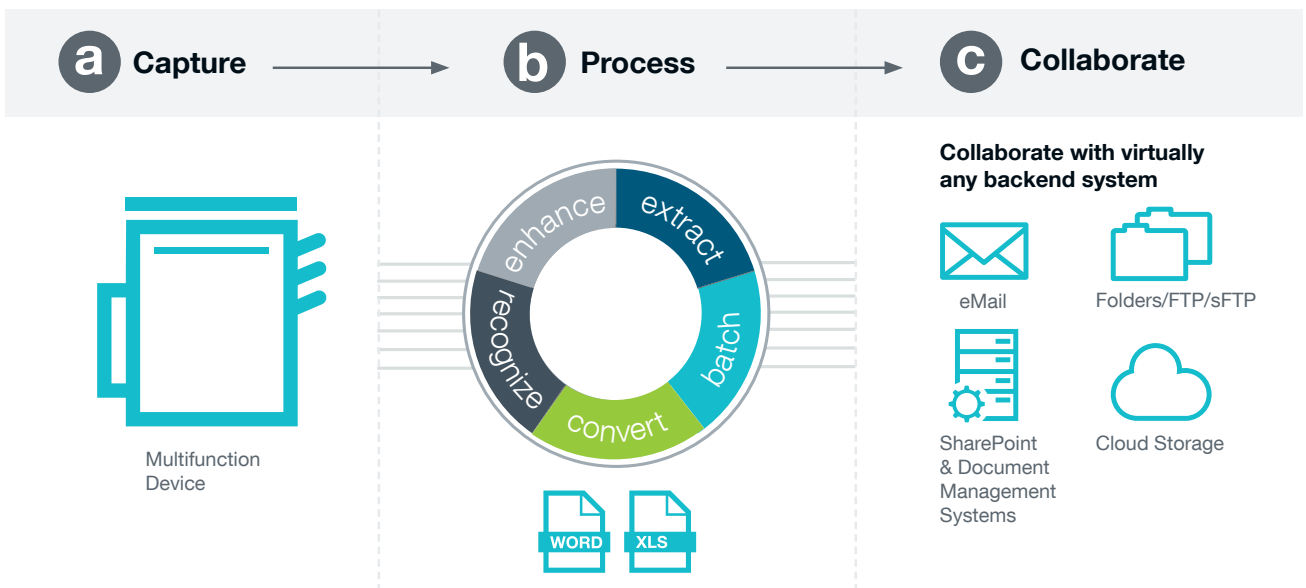 a Capture
b Process
c Collaborate
Multifunction
Device
enhance
extract
batch
convert
recognize
WORD
XLS
Collaborate with virtually
any backend system
eMail
Folders/FTP/sFTP
SharePoint
& Document
Management
Systems
Cloud Storage